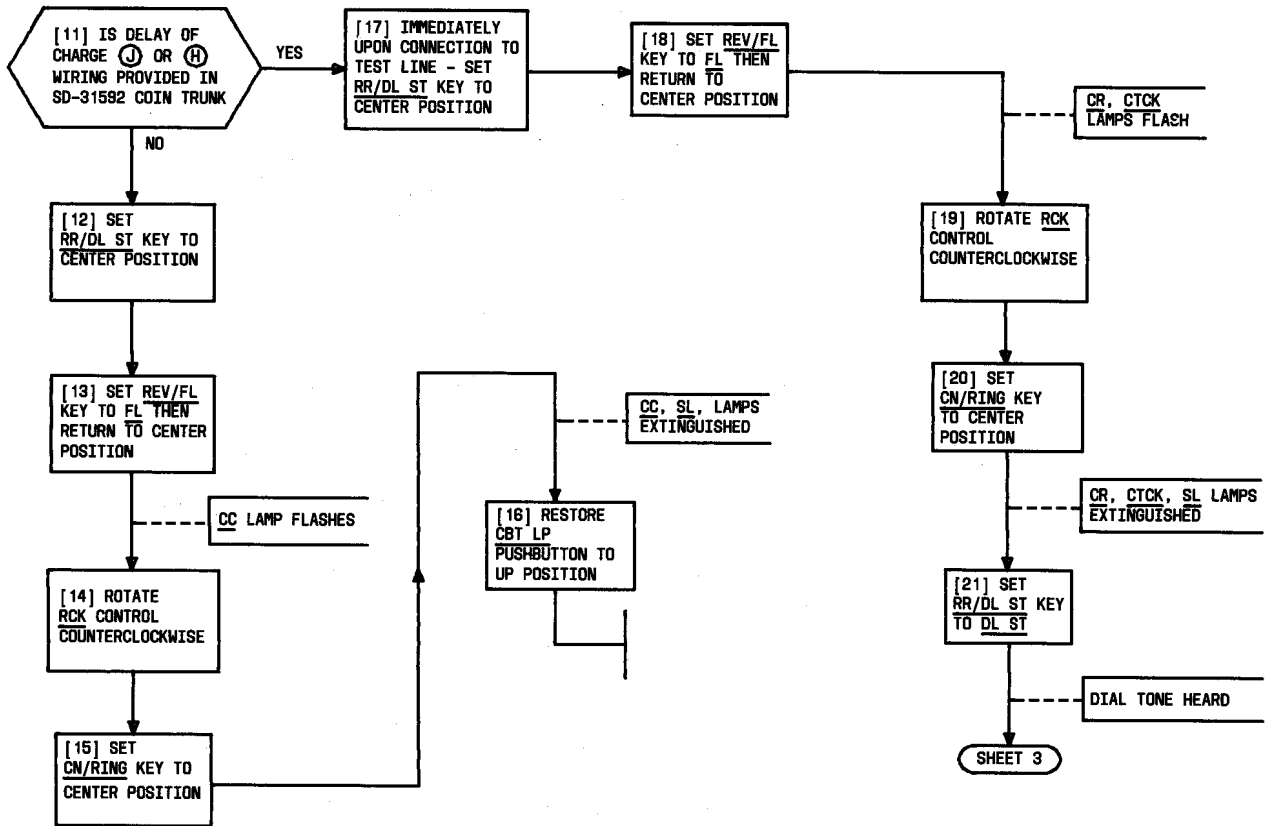 [11] IS DELAY OF
CHARGE (J) OR (H)
WIRING PROVIDED IN
SD-31592 COIN TRUNK
YES
NO
[17] IMMEDIATELY
UPON CONNECTION TO
TEST LINE - SET
RR/DL ST KEY TO
CENTER POSITION
[18] SET REV/FL
KEY TO FL THEN
RETURN TO
CENTER POSITION
CR, CTCK
LAMPS FLASH
[12] SET
RR/DL ST KEY TO
CENTER POSITION
[19] ROTATE RCK
CONTROL
COUNTERCLOCKWISE
[13] SET REV/FL
KEY TO FL THEN
RETURN TO CENTER
POSITION
CC LAMP FLASHES
[14] ROTATE
RCK CONTROL
COUNTERCLOCKWISE
[15] SET
CN/RING KEY TO
CENTER POSITION
CC, SL, LAMPS
EXTINGUISHED
[16] RESTORE
CBT LP
PUSHBUTTON TO
UP POSITION
[20] SET
CN/RING KEY
TO CENTER
POSITION
CR, CTCK, SL LAMPS
EXTINGUISHED
[21] SET
RR/DL ST KEY
TO DL ST
DIAL TONE HEARD
SHEET 3